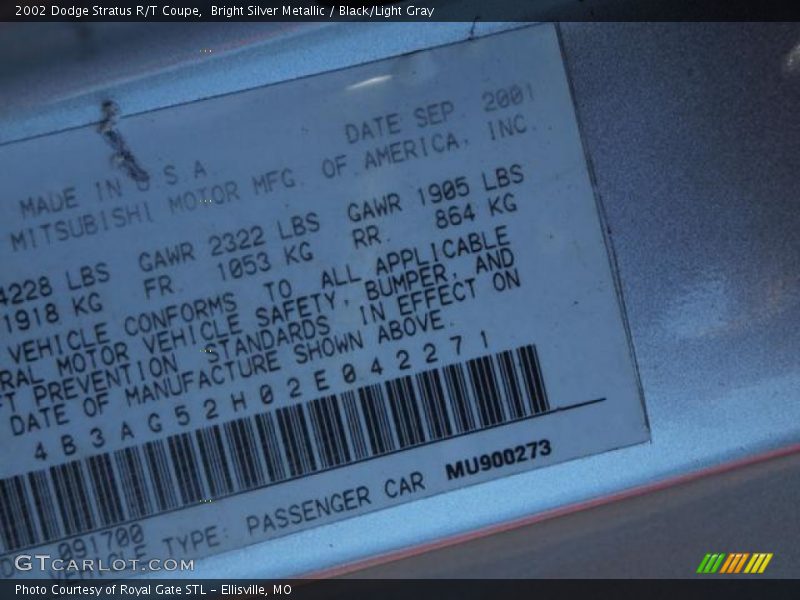 2002 Dodge Stratus R/T Coupe,  Bright Silver Metallic / Black/Light Gray
DATE SEP 2001
MADE IN U S A
MITSUBISHI MOTOR MFG OF AMERICA, INC.
4228 LBS GAWR 2322 LBS GAWR 1905 LBS
1918 KG FR. 1053 KG RR. 864 KG
VEHICLE CONFORMS TO ALL APPLICABLE
RAL MOTOR VEHICLE SAFETY, BUMPER, AND
FT PREVENTION STANDARDS IN EFFECT ON
DATE OF MANUFACTURE SHOWN ABOVE.
4B3AG52H02E042271
091700
VEHICLE TYPE: PASSENGER CAR MU900273
GTCARLOT.COM
Photo Courtesy of Royal Gate STL – Ellisville, MO